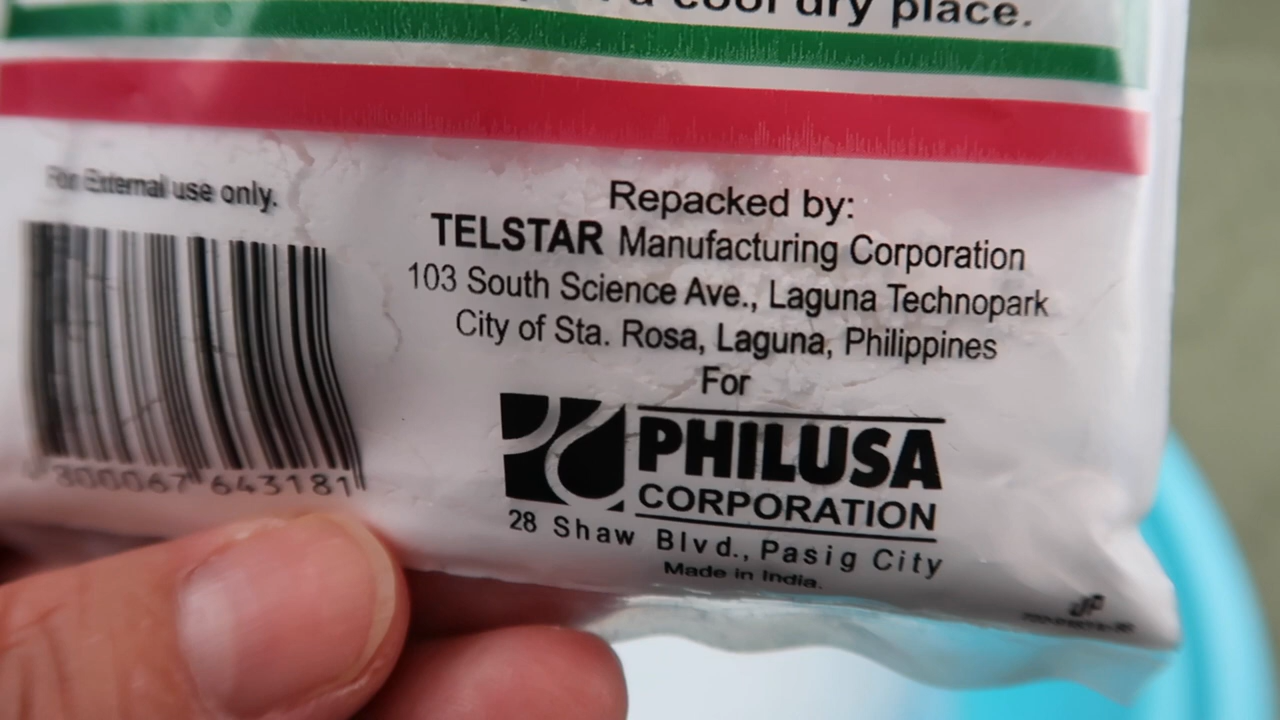 a cool dry place.
For External use only.
Repacked by:
TELSTAR Manufacturing Corporation
103 South Science Ave., Laguna Technopark
City of Sta. Rosa, Laguna, Philippines
For
PHILUSA
CORPORATION
28 Shaw Blvd., Pasig City
Made in India.
300067 643181